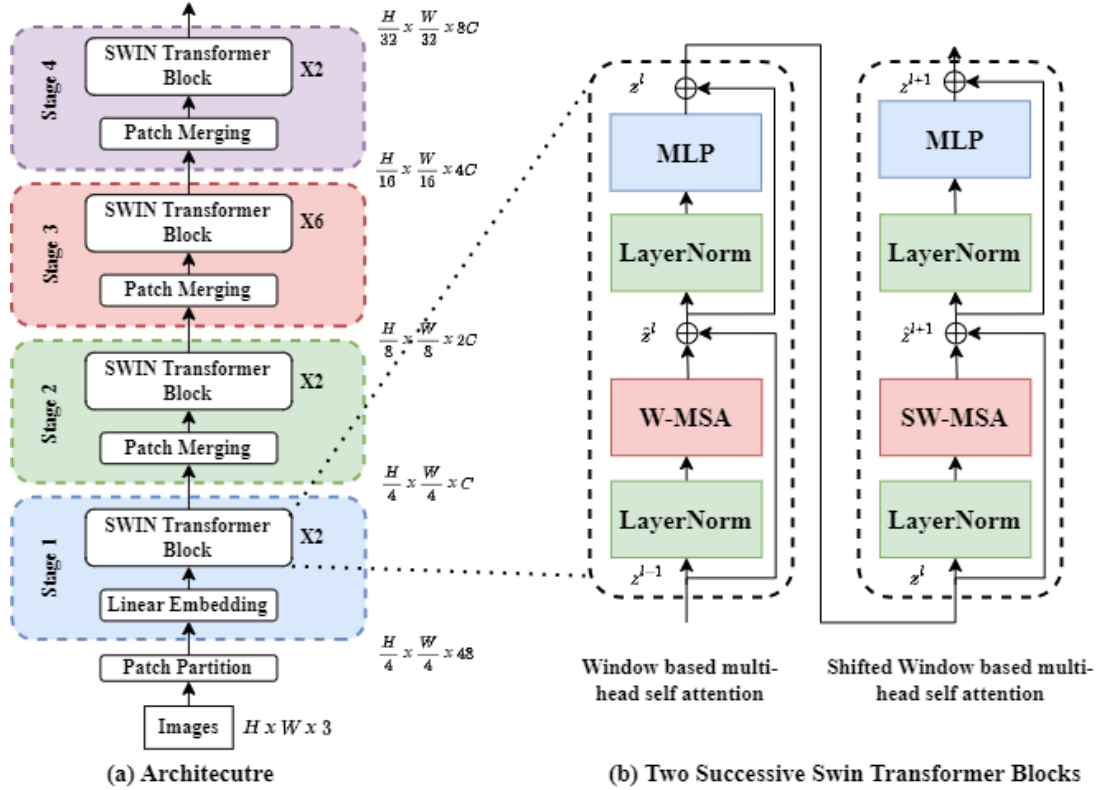 H/32 x W/32 x 8C
SWIN Transformer
Block
X2
Stage 4
Patch Merging
H/16 x W/16 x 4C
SWIN Transformer
Block
X6
Stage 3
Patch Merging
H/8 x W/8 x 2C
SWIN Transformer
Block
X2
Stage 2
Patch Merging
H/4 x W/4 x C
SWIN Transformer
Block
X2
Stage 1
Linear Embedding
H/4 x W/4 x 48
Patch Partition
Images
H x W x 3
(a) Architecutre
z^l
MLP
LayerNorm
ẑ^l
W-MSA
LayerNorm
z^{l-1}
Window based multi-
head self attention
z^{l+1}
MLP
LayerNorm
ẑ^{l+1}
SW-MSA
LayerNorm
z^l
Shifted Window based multi-
head self attention
(b) Two Successive Swin Transformer Blocks